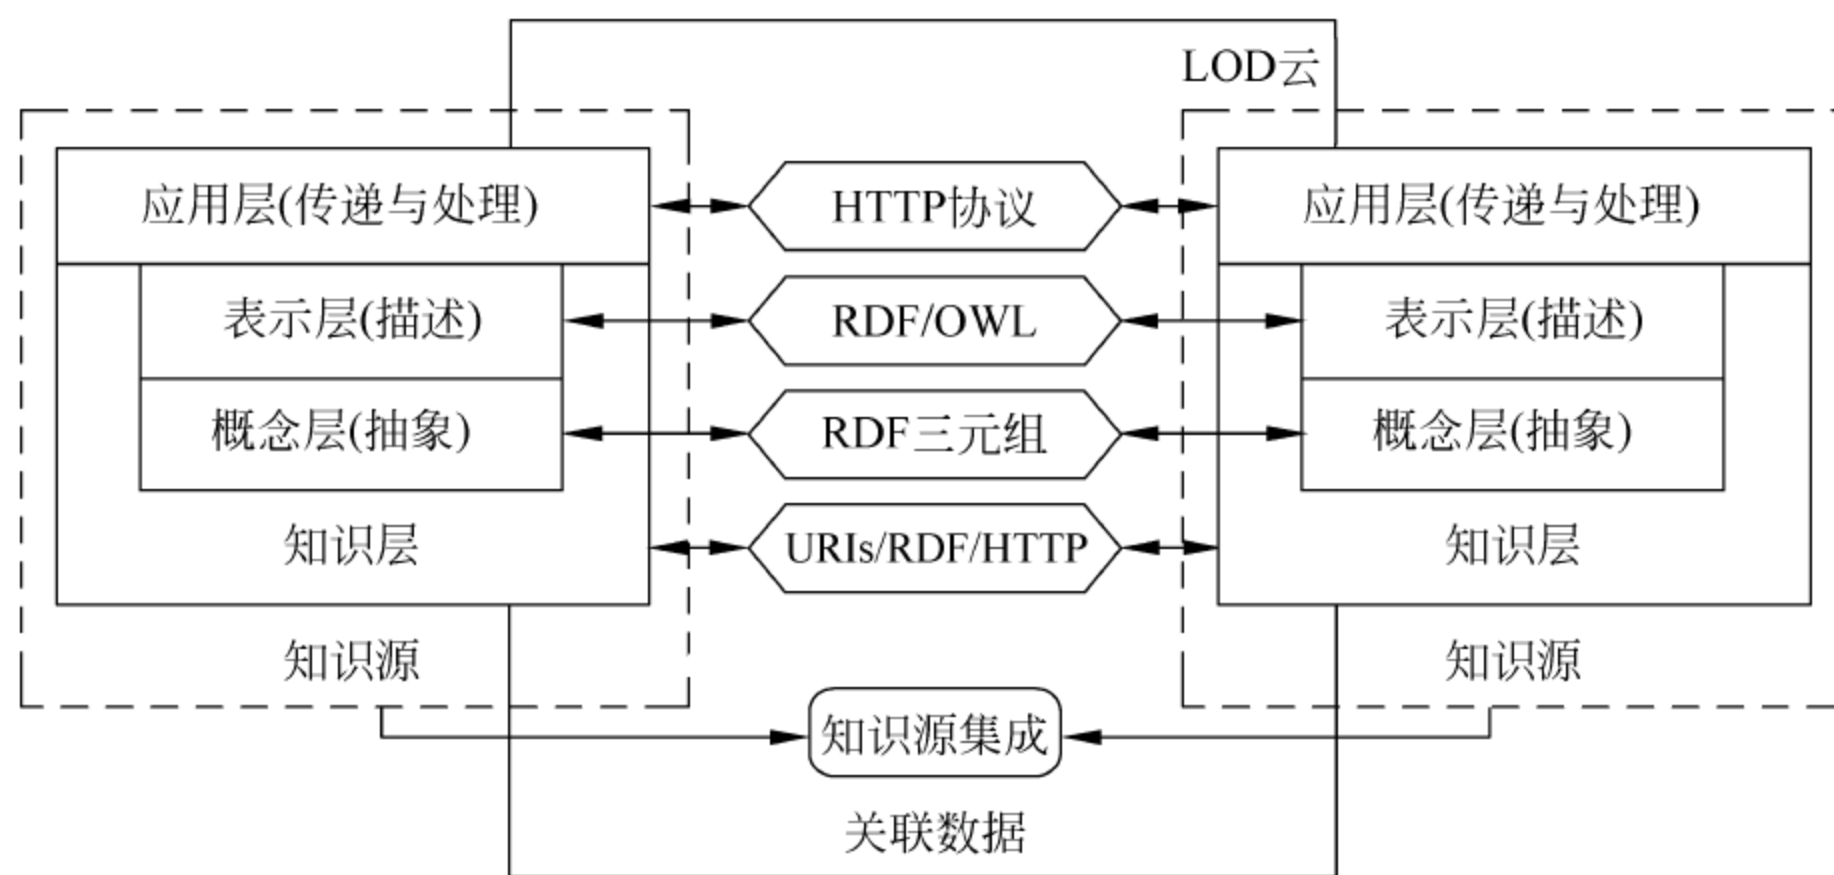 LOD云
应用层(传递与处理)
HTTP协议
应用层(传递与处理)
表示层(描述)
RDF/OWL
表示层(描述)
概念层(抽象)
RDF三元组
概念层(抽象)
知识层
URIs/RDF/HTTP
知识层
知识源
知识源
知识源集成
关联数据